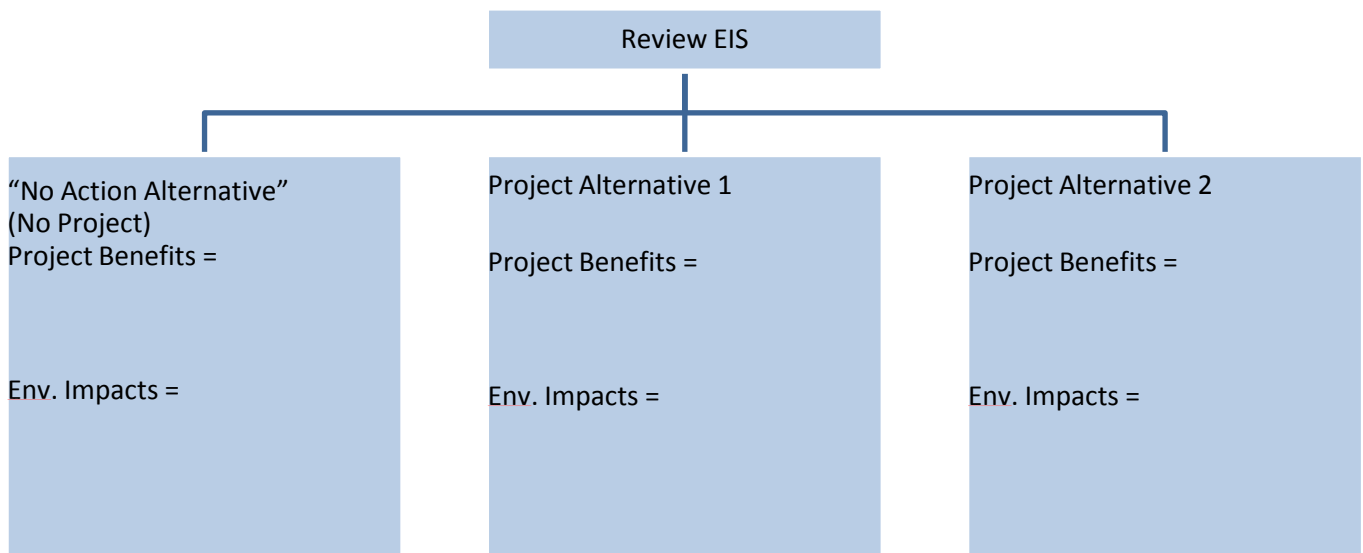 Review EIS
“No Action Alternative”
(No Project)
Project Benefits =
Env. Impacts =
Project Alternative 1
Project Benefits =
Env. Impacts =
Project Alternative 2
Project Benefits =
Env. Impacts =